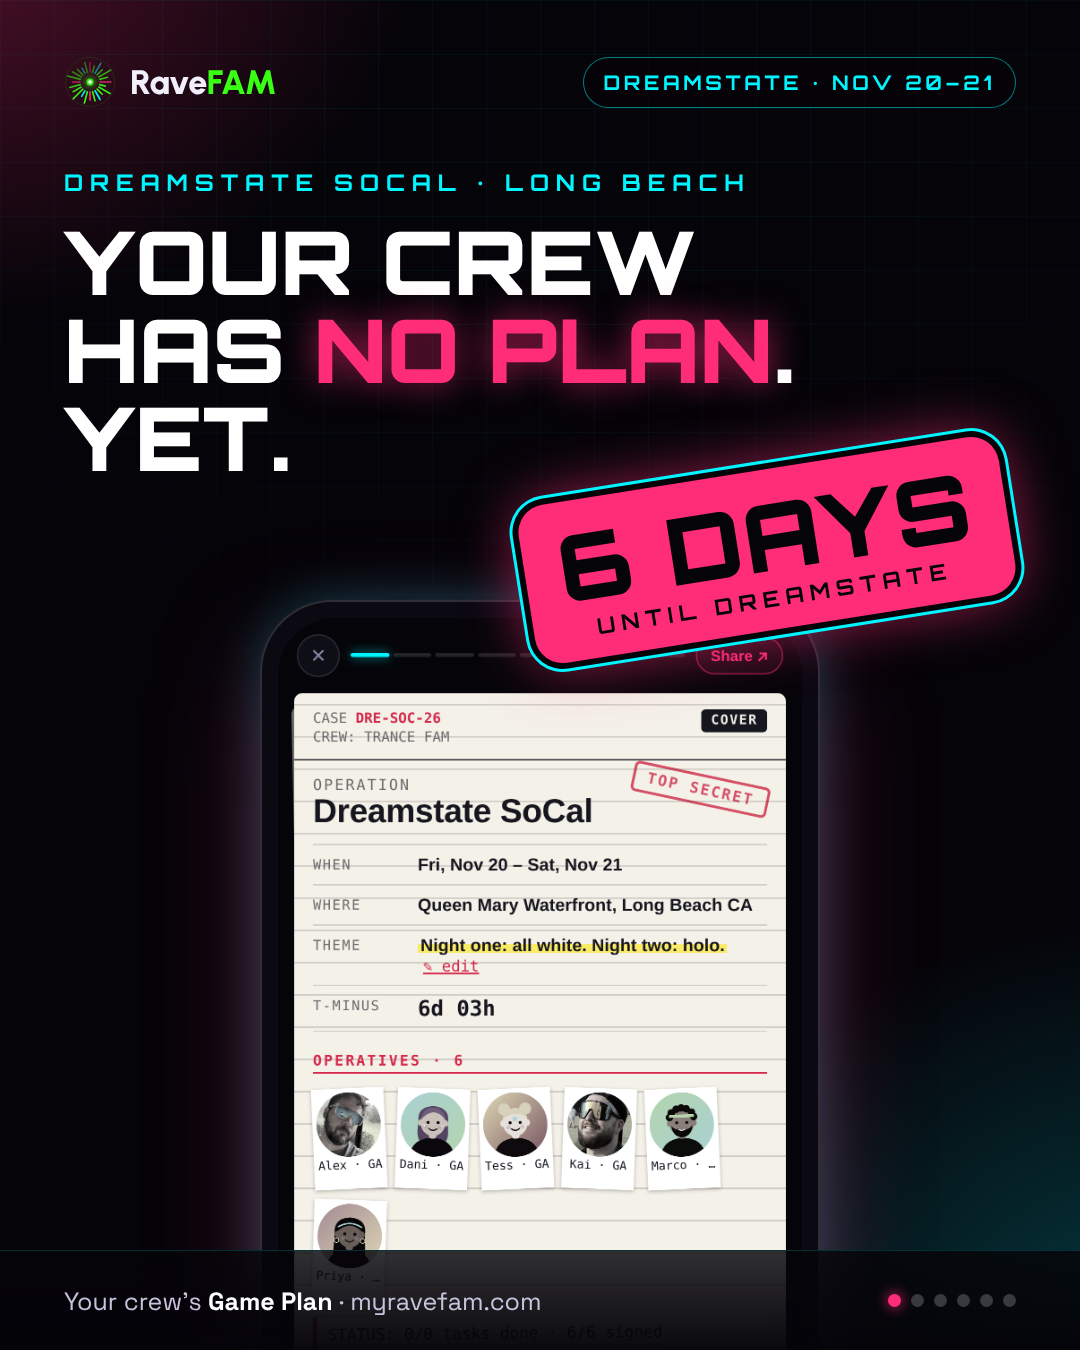 RaveFAM
DREAMSTATE · NOV 20–21
DREAMSTATE SOCAL · LONG BEACH
YOUR CREW
HAS NO PLAN.
YET.
6 DAYS
UNTIL DREAMSTATE
✕
Share ↗
CASE DRE-SOC-26
CREW: TRANCE FAM
COVER
TOP SECRET
OPERATION
Dreamstate SoCal
WHEN Fri, Nov 20 – Sat, Nov 21
WHERE Queen Mary Waterfront, Long Beach CA
THEME Night one: all white. Night two: holo.
✎ edit
T-MINUS 6d 03h
OPERATIVES · 6
Alex · GA Dani · GA Tess · GA Kai · GA Marco · …
Priya · …
STATUS: 0/0 tasks done · 6/6 signed
Your crew's Game Plan · myravefam.com